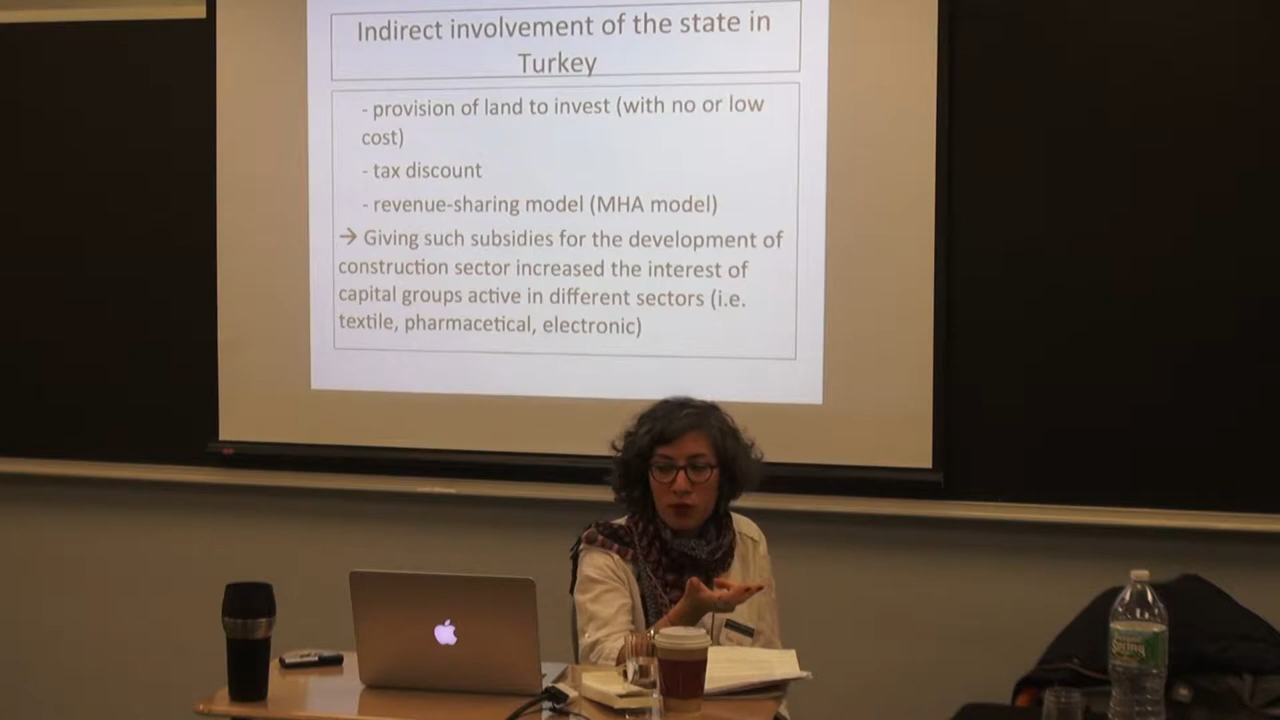 Indirect involvement of the state in
Turkey
- provision of land to invest (with no or low
cost)
- tax discount
- revenue-sharing model (MHA model)
→ Giving such subsidies for the development of
construction sector increased the interest of
capital groups active in different sectors (i.e.
textile, pharmacetical, electronic)
Spring